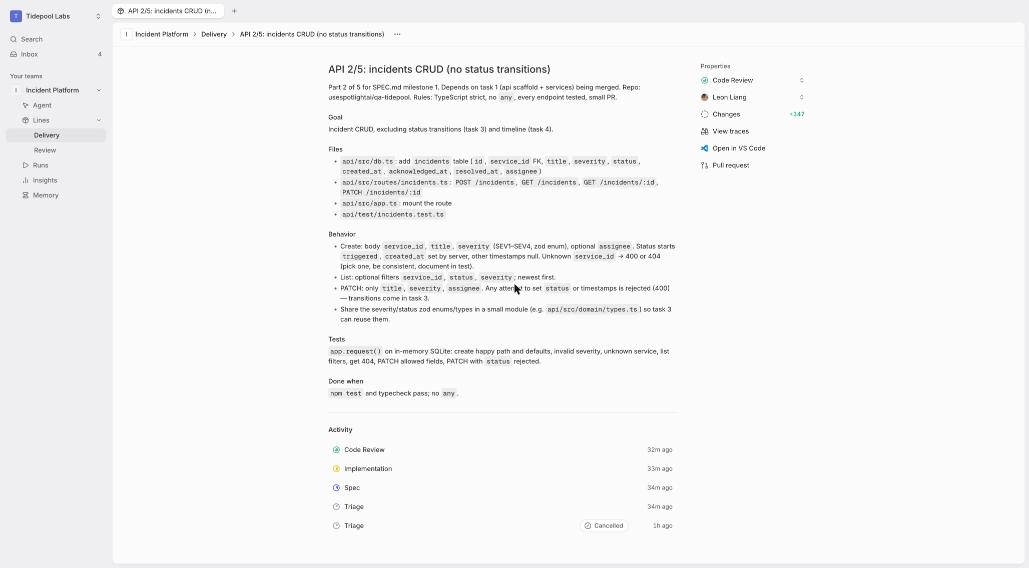 T Tidepool Labs
API 2/5: incidents CRUD (n...
+
Search
Inbox 4
Your teams
I Incident Platform
Agent
Lines
Delivery
Review
Runs
Insights
Memory
I Incident Platform > Delivery > API 2/5: incidents CRUD (no status transitions) ...
API 2/5: incidents CRUD (no status transitions)
Part 2 of 5 for SPEC.md milestone 1. Depends on task 1 (api scaffold + services) being merged. Repo:
usespotlightai/qa-tidepool. Rules: TypeScript strict, no any, every endpoint tested, small PR.
Goal
Incident CRUD, excluding status transitions (task 3) and timeline (task 4).
Files
• api/src/db.ts: add incidents table (id, service_id FK, title, severity, status,
created_at, acknowledged_at, resolved_at, assignee)
• api/src/routes/incidents.ts: POST /incidents, GET /incidents, GET /incidents/:id,
PATCH /incidents/:id
• api/src/app.ts: mount the route
• api/test/incidents.test.ts
Behavior
• Create: body service_id, title, severity (SEV1–SEV4, zod enum), optional assignee. Status starts
triggered, created_at set by server, other timestamps null. Unknown service_id → 400 or 404
(pick one, be consistent, document in test).
• List: optional filters service_id, status, severity; newest first.
• PATCH: only title, severity, assignee. Any attempt to set status or timestamps is rejected (400)
— transitions come in task 3.
• Share the severity/status zod enums/types in a small module (e.g. api/src/domain/types.ts) so task 3
can reuse them.
Tests
app.request() on in-memory SQLite: create happy path and defaults, invalid severity, unknown service, list
filters, get 404, PATCH allowed fields, PATCH with status rejected.
Done when
npm test and typecheck pass; no any.
Activity
Code Review 32m ago
Implementation 33m ago
Spec 34m ago
Triage 34m ago
Triage Cancelled 1h ago
Properties
Code Review
Leon Liang
Changes +347
View traces
Open in VS Code
Pull request